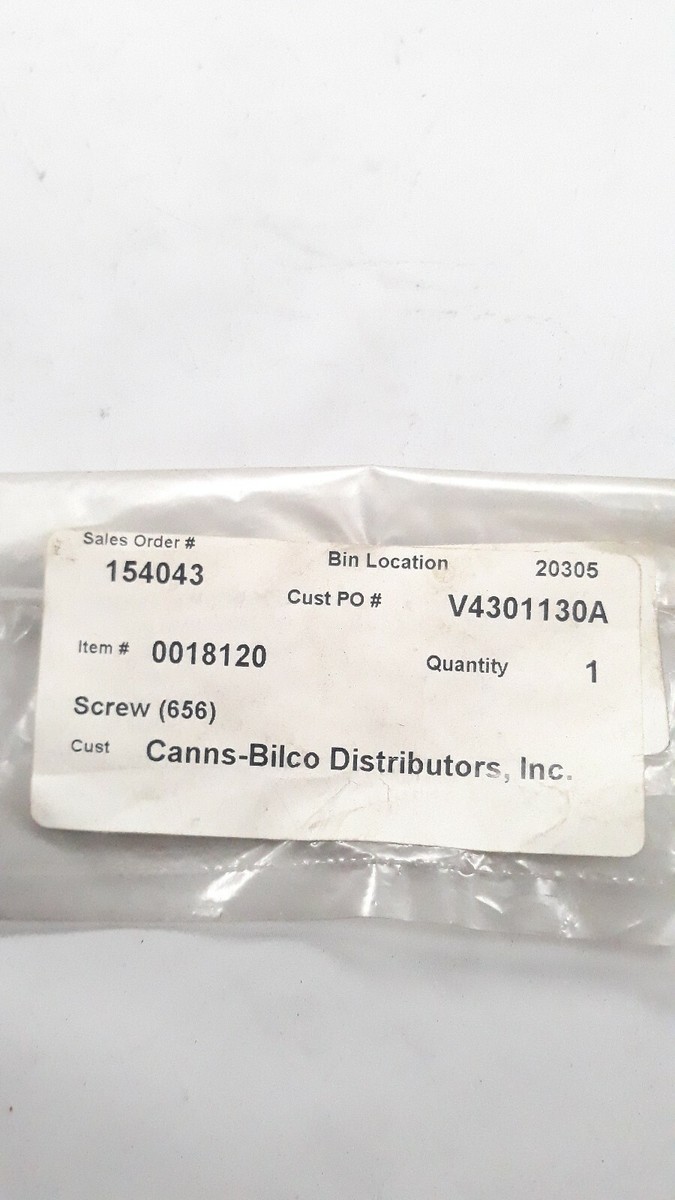 Sales Order # Bin Location 20305
154043 Cust PO # V4301130A
Item # 0018120 Quantity 1
Screw (656)
Cust Canns-Bilco Distributors, Inc.